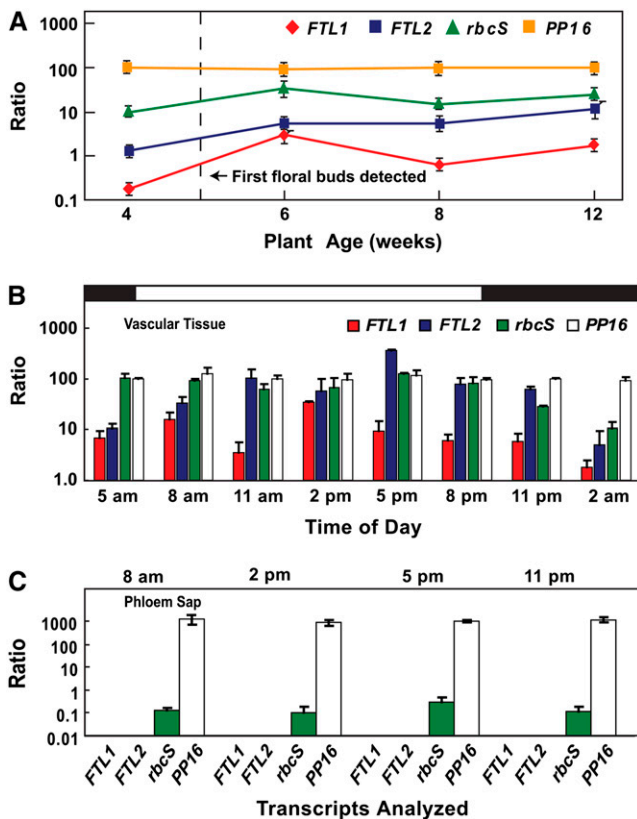 A
FTL1 FTL2 rbcS PP16
1000
100
10
1
0.1
Ratio
First floral buds detected
4 6 8 12
Plant Age (weeks)
B
Vascular Tissue
FTL1 FTL2 rbcS PP16
1000
100
10
1.0
Ratio
5 am 8 am 11 am 2 pm 5 pm 8 pm 11 pm 2 am
Time of Day
C
8 am 2 pm 5 pm 11 pm
Phloem Sap
1000
100
10
1
0.1
0.01
Ratio
FTL1 FTL2 rbcS PP16 FTL1 FTL2 rbcS PP16 FTL1 FTL2 rbcS PP16 FTL1 FTL2 rbcS PP16
Transcripts Analyzed